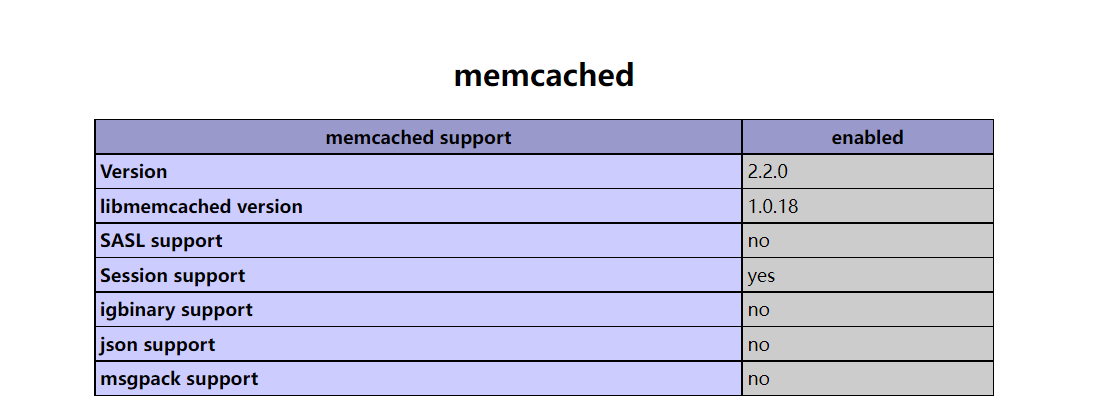 memcached
memcached support enabled
Version 2.2.0
libmemcached version 1.0.18
SASL support no
Session support yes
igbinary support no
json support no
msgpack support no